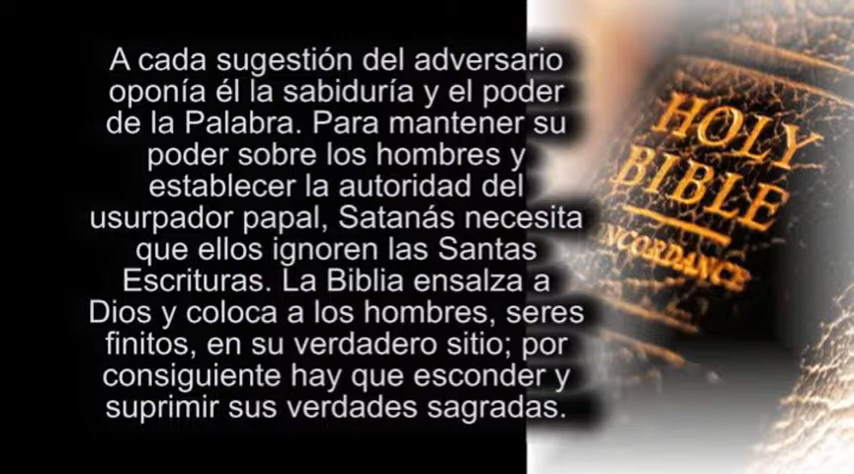 A cada sugestión del adversario
oponía él la sabiduría y el poder
de la Palabra. Para mantener su
poder sobre los hombres y
establecer la autoridad del
usurpador papal, Satanás necesita
que ellos ignoren las Santas
Escrituras. La Biblia ensalza a
Dios y coloca a los hombres, seres
finitos, en su verdadero sitio; por
consiguiente hay que esconder y
suprimir sus verdades sagradas.
HOLY
BIBLE
NCORDANCE